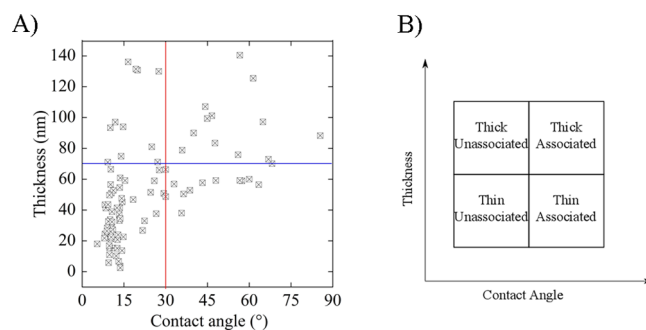 A)
B)
140
120
100
80
60
40
20
0
Thickness (nm)
0 15 30 45 60 75 90
Contact angle (°)
Thickness
Thick Unassociated
Thick Associated
Thin Unassociated
Thin Associated
Contact Angle